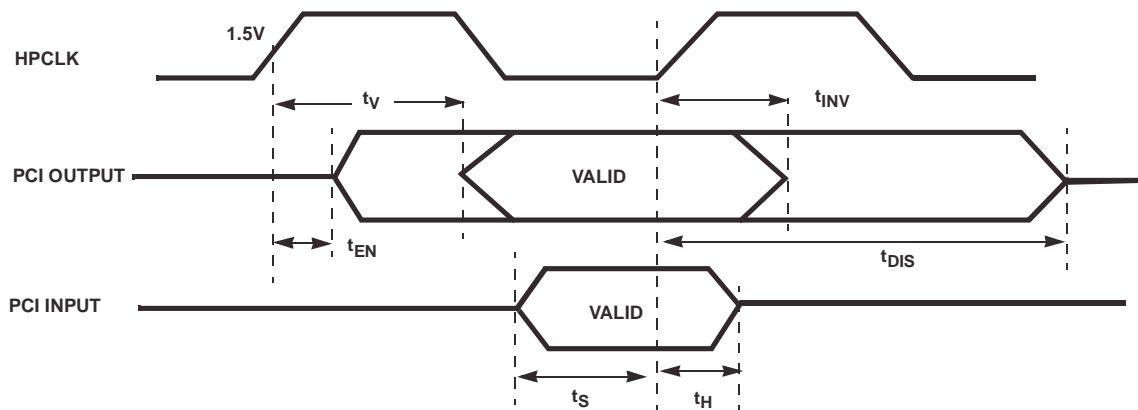 1.5V
HPCLK
tV
tINV
PCI OUTPUT
VALID
tEN
tDIS
PCI INPUT
VALID
tS
tH